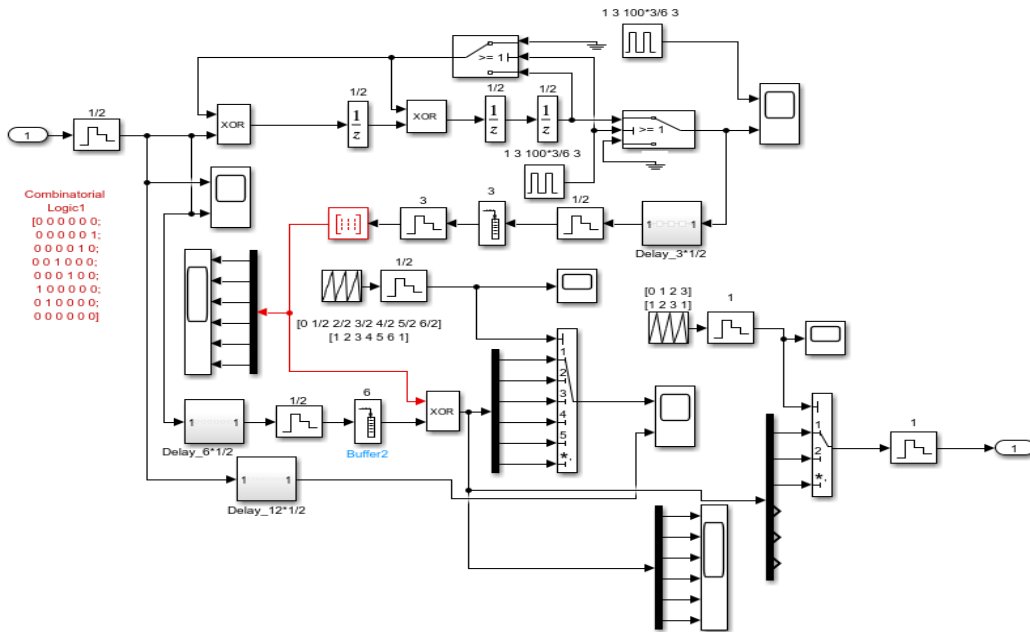 1 3 100*3/6 3
>= 1
1/2
1/2
1/2
1/2
1
XOR
1
z
XOR
1
z
1
z
>= 1
1 3 100*3/6 3
Combinatorial
Logic1
[0 0 0 0 0 0;
0 0 0 0 0 1;
0 0 0 0 1 0;
0 0 1 0 0 0;
0 0 0 1 0 0;
1 0 0 0 0 0;
0 1 0 0 0 0;
0 0 0 0 0 0]
3
3
1/2
1
1
Delay_3*1/2
1/2
[0 1/2 2/2 3/2 4/2 5/2 6/2]
[1 2 3 4 5 6 1]
[0 1 2 3]
[1 2 3 1]
1
1
2
3
4
5
*,
1/2
6
XOR
1
1
Delay_6*1/2
Buffer2
1
1
Delay_12*1/2
1
2
*,
1
1